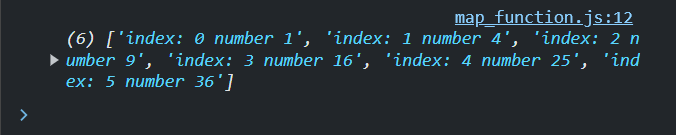 map_function.js:12
(6) ['index: 0 number 1', 'index: 1 number 4', 'index: 2 n
umber 9', 'index: 3 number 16', 'index: 4 number 25', 'ind
ex: 5 number 36']